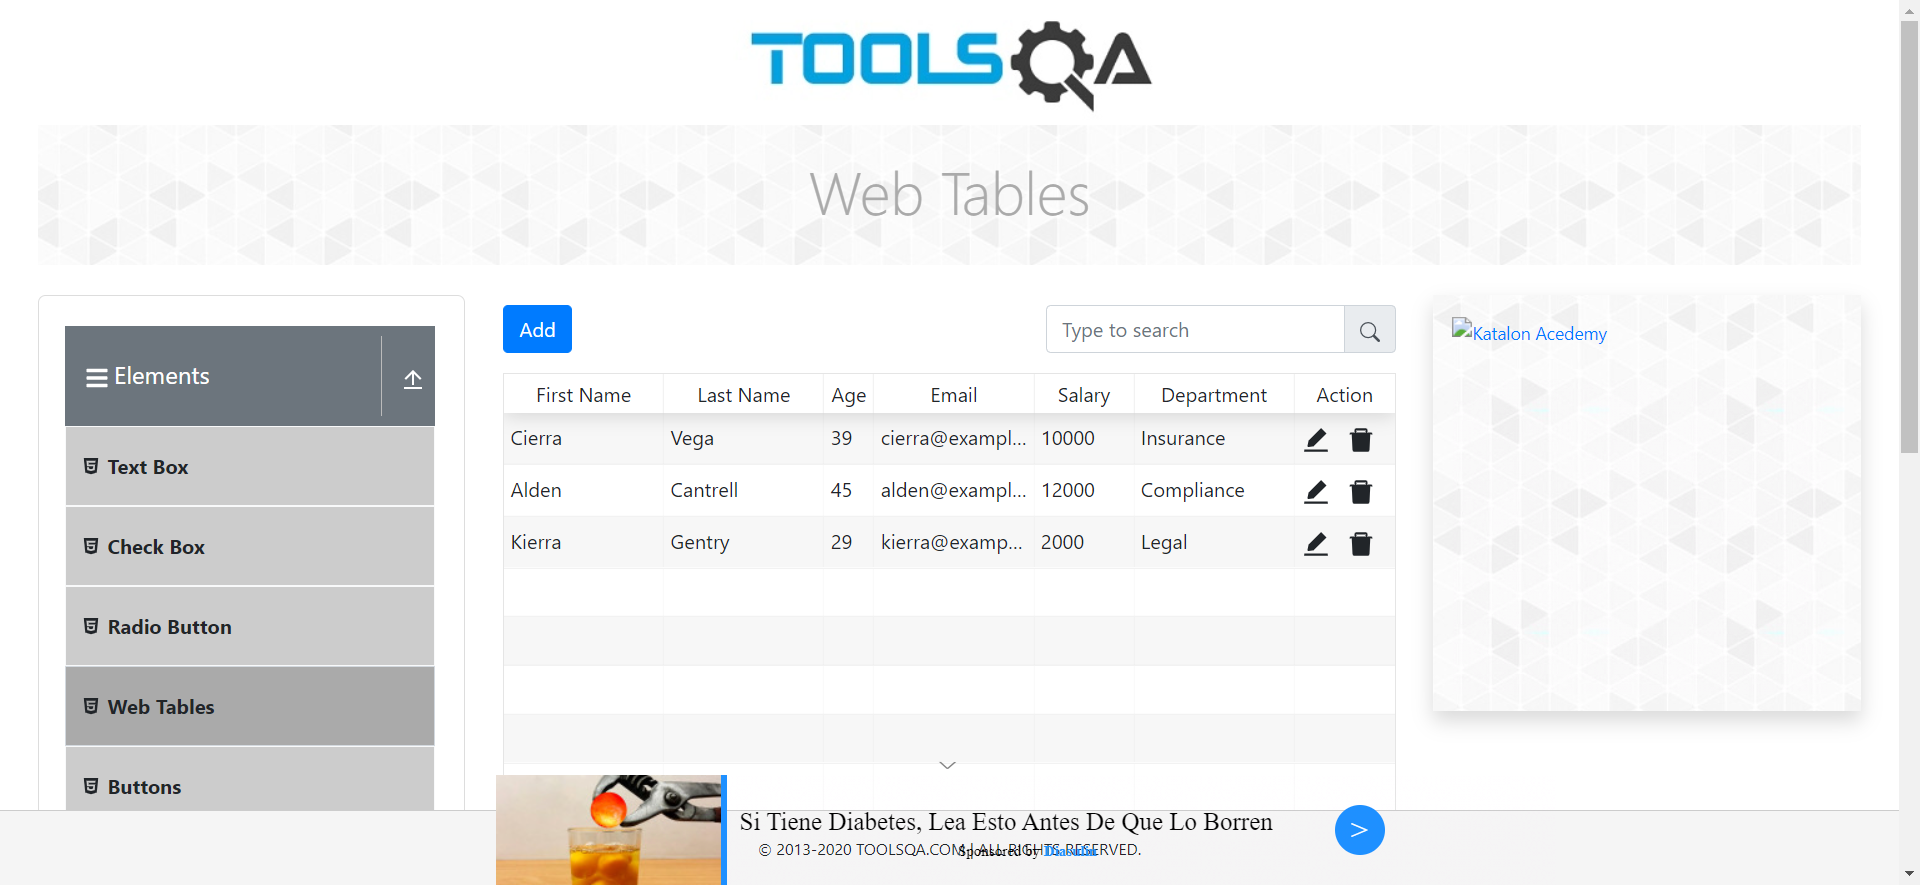 TOOLSQA
Web Tables
Elements
Text Box
Check Box
Radio Button
Web Tables
Buttons
Add
Type to search
First Name Last Name Age Email Salary Department Action
Cierra Vega 39 cierra@exampl... 10000 Insurance
Alden Cantrell 45 alden@exampl... 12000 Compliance
Kierra Gentry 29 kierra@examp... 2000 Legal
Katalon Acedemy
Si Tiene Diabetes, Lea Esto Antes De Que Lo Borren
© 2013-2020 TOOLSQA.COM | ALL RIGHTS RESERVED.
Sponsored by
>